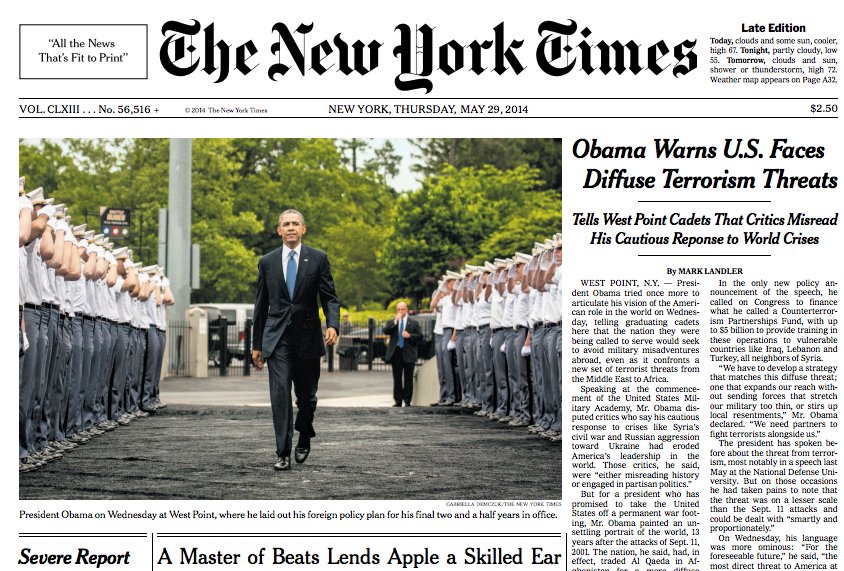 “All the News
That’s Fit to Print”
The New York Times
Late Edition
Today, clouds and some sun, cooler,
high 67. Tonight, partly cloudy, low
55. Tomorrow, clouds and sun,
shower or thunderstorm, high 72.
Weather map appears on Page A32.
VOL. CLXIII . . . No. 56,516 +
© 2014 The New York Times
NEW YORK, THURSDAY, MAY 29, 2014
$2.50
GABRIELLA DEMCZUK/THE NEW YORK TIMES
President Obama on Wednesday at West Point, where he laid out his foreign policy plan for his final two and a half years in office.
Obama Warns U.S. Faces
Diffuse Terrorism Threats
Tells West Point Cadets That Critics Misread
His Cautious Reponse to World Crises
By MARK LANDLER
WEST POINT, N.Y. — Presi-
dent Obama tried once more to
articulate his vision of the Ameri-
can role in the world on Wednes-
day, telling graduating cadets
here that the nation they were
being called to serve would seek
to avoid military misadventures
abroad, even as it confronts a
new set of terrorist threats from
the Middle East to Africa.
Speaking at the commence-
ment of the United States Mil-
itary Academy, Mr. Obama dis-
puted critics who say his cautious
response to crises like Syria’s
civil war and Russian aggression
toward Ukraine had eroded
America’s leadership in the
world. Those critics, he said,
were “either misreading history
or engaged in partisan politics.”
But for a president who has
promised to take the United
States off a permanent war foot-
ing, Mr. Obama painted an un-
settling portrait of the world, 13
years after the attacks of Sept. 11,
2001. The nation, he said, had, in
effect, traded Al Qaeda in Af-
ghanistan for a more diffuse
In the only new policy an-
nouncement of the speech, he
called on Congress to finance
what he called a Counterterror-
ism Partnerships Fund, with up
to $5 billion to provide training in
these operations to vulnerable
countries like Iraq, Lebanon and
Turkey, all neighbors of Syria.
“We have to develop a strategy
that matches this diffuse threat;
one that expands our reach with-
out sending forces that stretch
our military too thin, or stirs up
local resentments,” Mr. Obama
declared. “We need partners to
fight terrorists alongside us.”
The president has spoken be-
fore about the threat from terror-
ism, most notably in a speech last
May at the National Defense Uni-
versity. But on those occasions
he had taken pains to note that
the threat was on a lesser scale
than the Sept. 11 attacks and
could be dealt with “smartly and
proportionately.”
On Wednesday, his language
was more ominous: “For the
foreseeable future,” he said, “the
most direct threat to America at
Severe Report
A Master of Beats Lends Apple a Skilled Ear